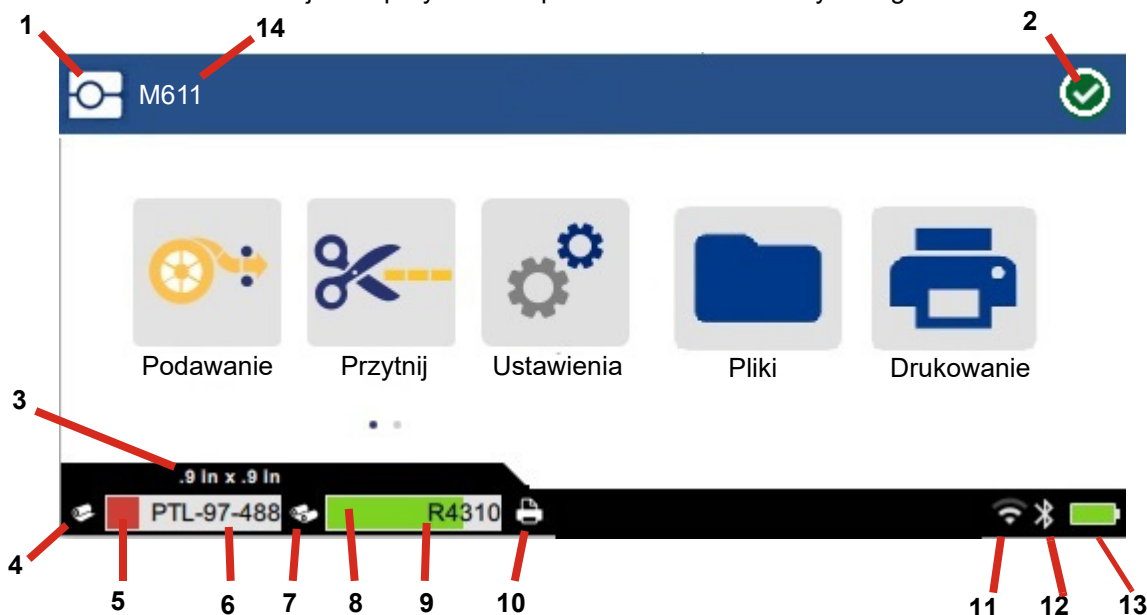 1
14
2
M611
Podawanie
Przytnij
Ustawienia
Pliki
Drukowanie
3
.9 In x .9 In
PTL-97-488
R4310
4
5
6
7
8
9
10
11
12
13